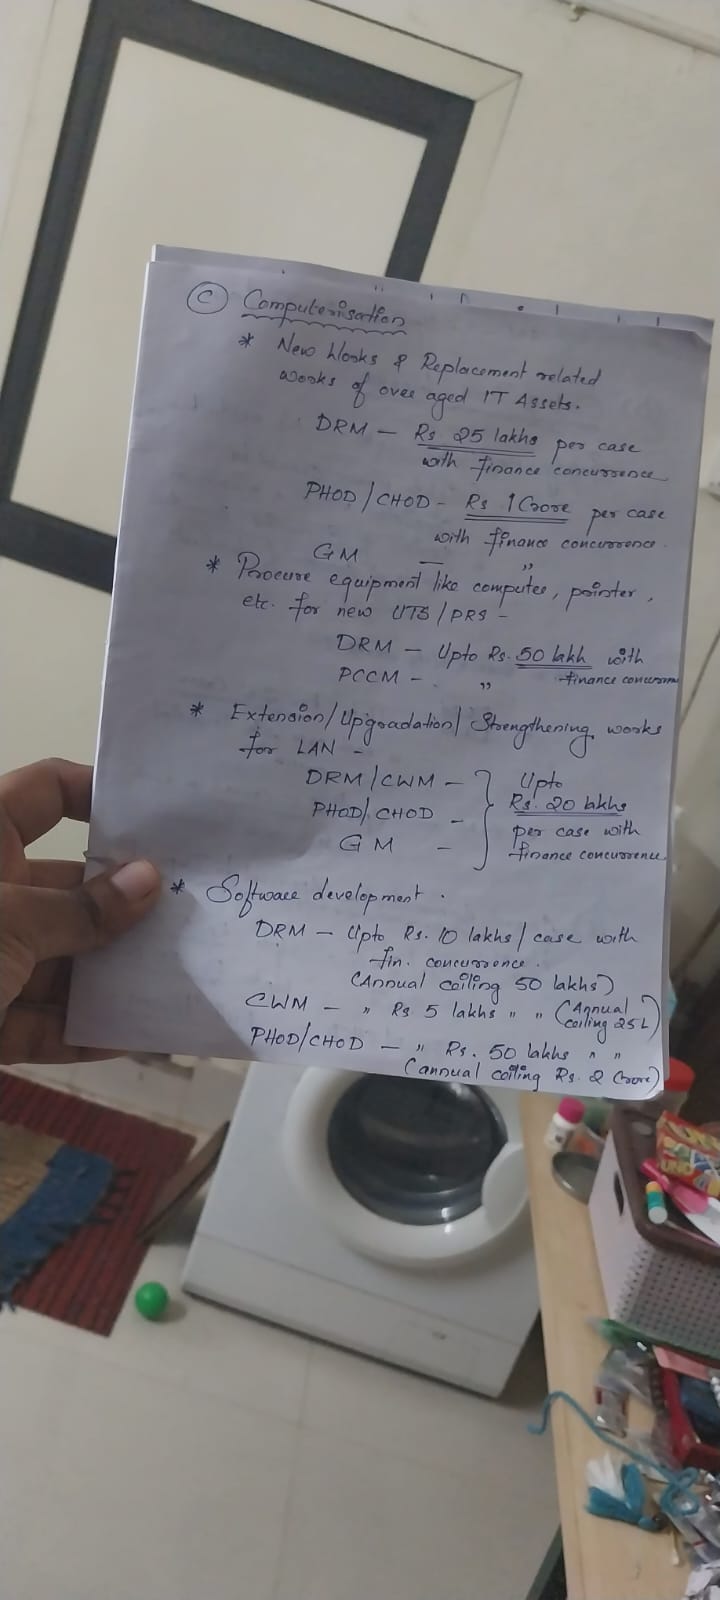 (C) Computerisation
* New Works & Replacement related
works of over aged IT Assets.
DRM – Rs 25 lakhs per case
with finance concurrence
PHOD/CHOD – Rs 1 Crore per case
with finance concurrence.
GM — "
* Procure equipment like computer, printer,
etc. for new UTS/PRS –
DRM – Upto Rs. 50 lakh with
PCCM – " finance concurren
* Extension/Upgradation/Strengthening works
for LAN –
DRM/CWM – } Upto
PHOD/CHOD – Rs. 20 lakhs
GM – per case with
finance concurrence
* Software development.
DRM – Upto Rs. 10 lakhs/case with
fin. concurrence.
(Annual ceiling 50 lakhs)
CWM – " Rs 5 lakhs " " (Annual
ceiling 25L)
PHOD/CHOD – " Rs. 50 lakhs " "
(annual ceiling Rs. 2 Crore)